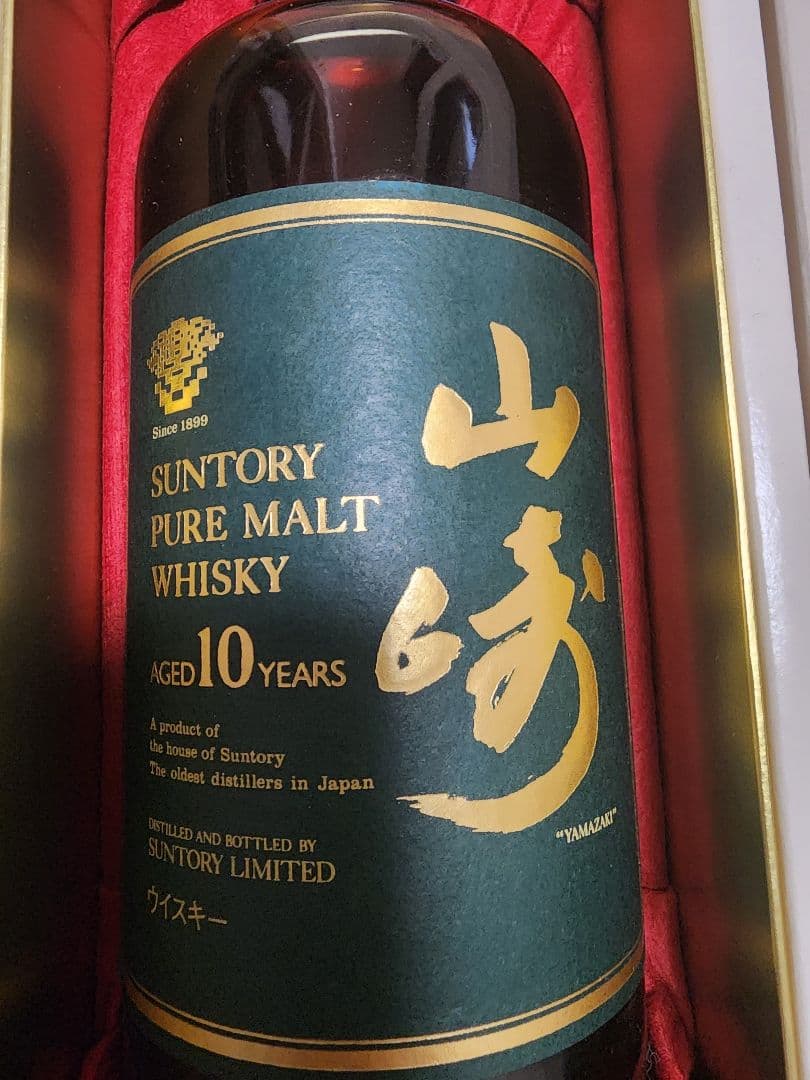 Since 1899
SUNTORY
PURE MALT
WHISKY
AGED 10 YEARS
A product of
the house of Suntory
The oldest distillers in Japan
DISTILLED AND BOTTLED BY
SUNTORY LIMITED
ウイスキー
山崎
"YAMAZAKI"